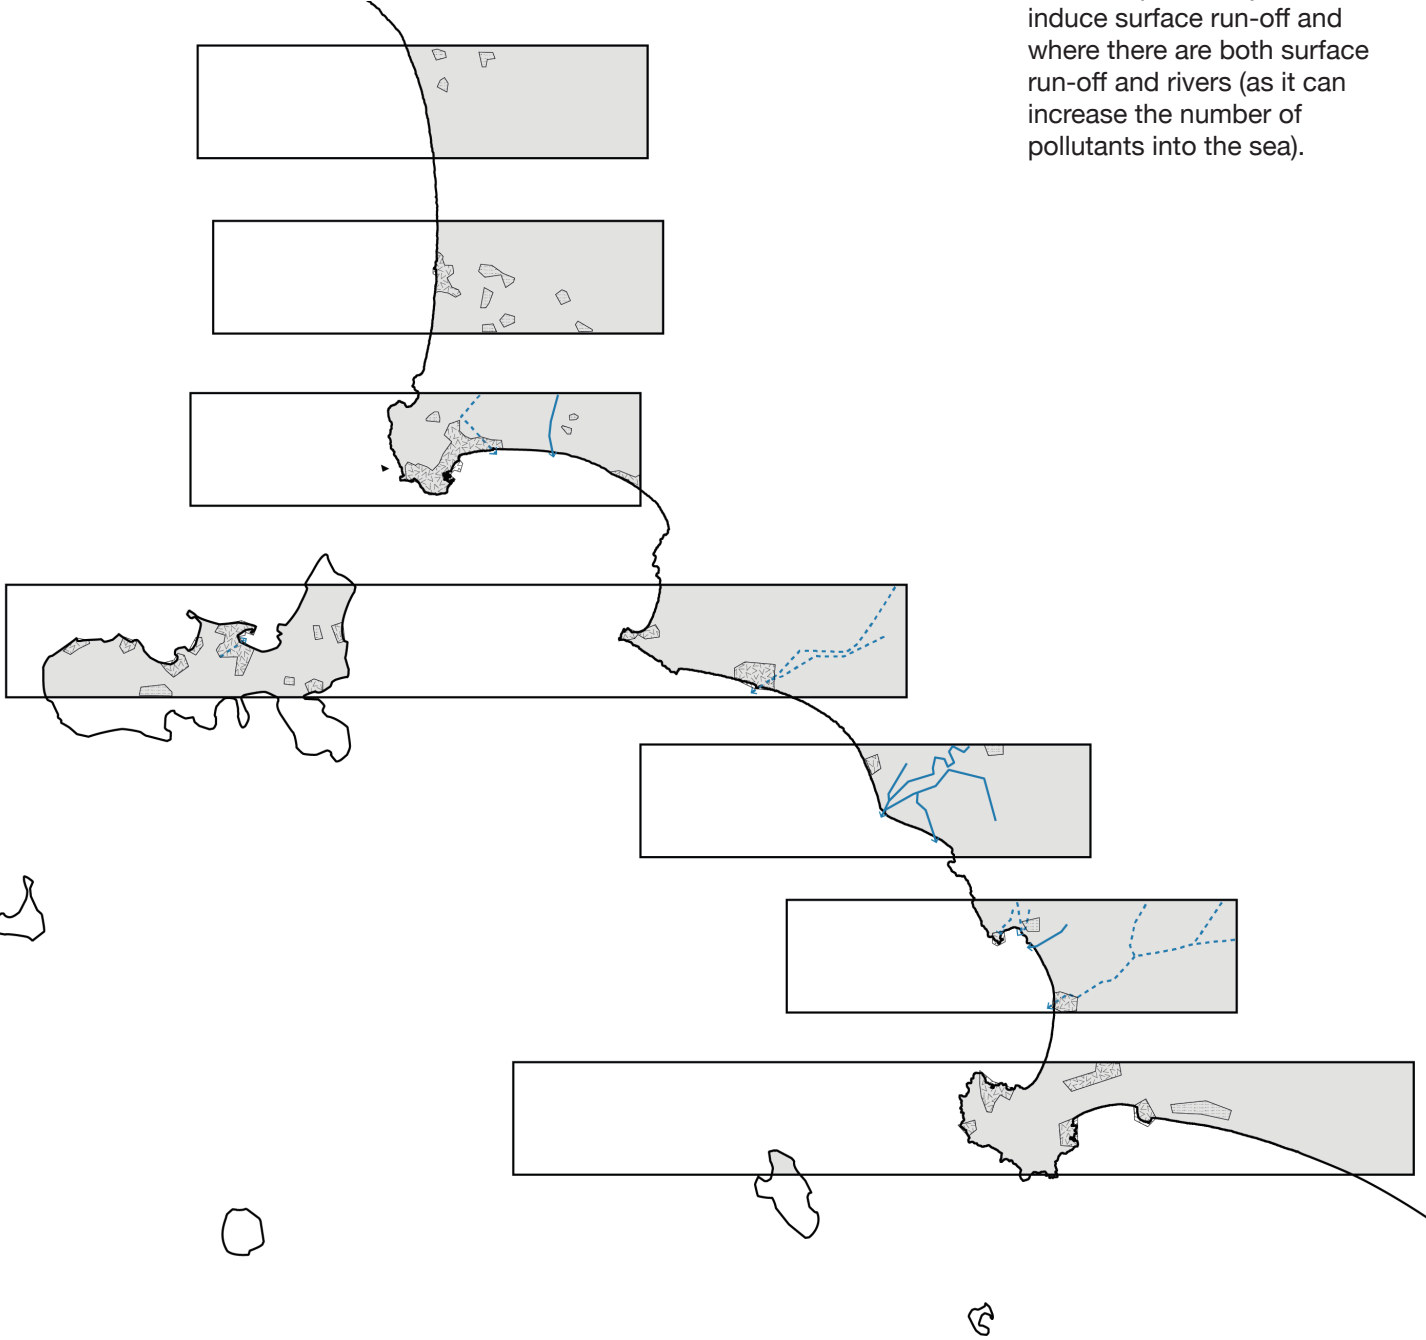 induce surface run-off and
where there are both surface
run-off and rivers (as it can
increase the number of
pollutants into the sea).